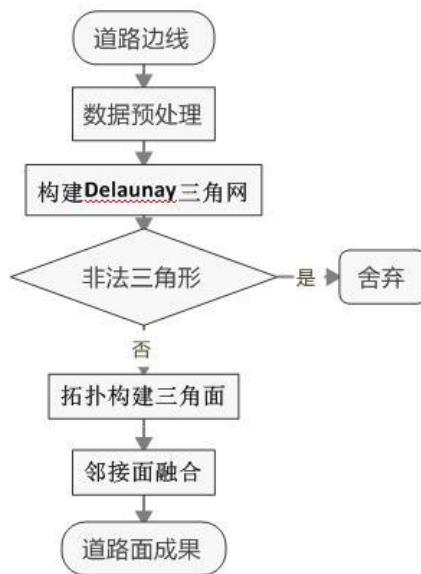 道路边线
数据预处理
构建Delaunay三角网
非法三角形
是
舍弃
否
拓扑构建三角面
邻接面融合
道路面成果